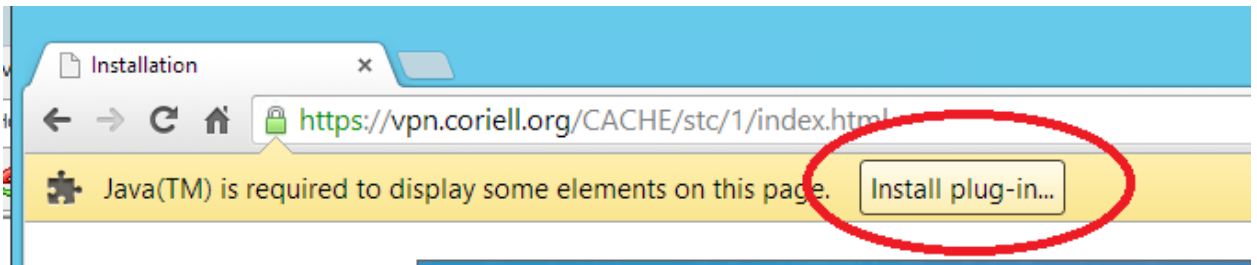 Installation
https://vpn.coriell.org/CACHE/stc/1/index.html
Java(TM) is required to display some elements on this page. Install plug-in...